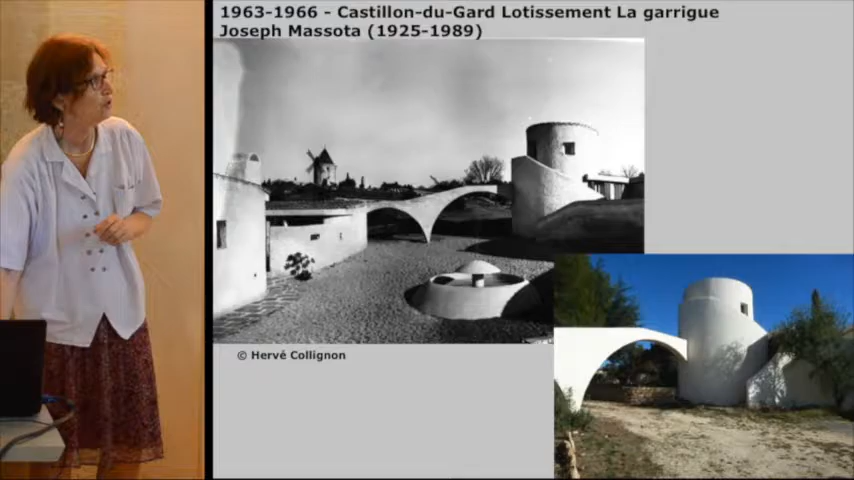 1963-1966 - Castillon-du-Gard Lotissement La garrigue
Joseph Massota (1925-1989)
© Hervé Collignon